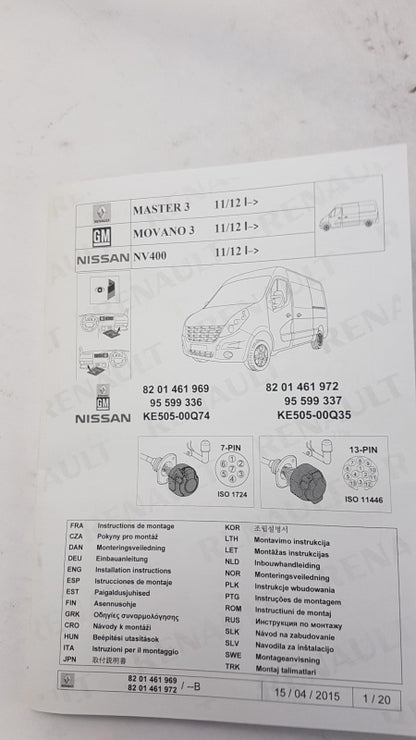 RENAULT
MASTER 3 11/12 I->
GM MOVANO 3 11/12 I->
NISSAN NV400 11/12 I->
82 01 461 969 82 01 461 972
GM 95 599 336 95 599 337
NISSAN KE505-00Q74 KE505-00Q35
7-PIN 13-PIN
ISO 1724 ISO 11446
FRA Instructions de montage
CZA Pokyny pro montáž
DAN Monteringsveiledning
DEU Einbauanleitung
ENG Installation instructions
ESP Istrucciones de montaje
EST Paigaldusjuhised
FIN Asennusohje
GRK Οδηγίες συναρμολόγησης
CRO Návody k montáži
HUN Beépítési utasítások
ITA Istruzioni per il montaggio
JPN 取付説明書
KOR 조립설명서
LTH Montavimo instrukcija
LET Montāžas instrukcijas
NLD Inbouwhandleiding
NOR Monteringsveiledning
PLK Instrukcje wbudowania
PTG Instruções de montagem
ROM Instructiuni de montaj
RUS Инструкция по монтажу
SLK Návod na zabudovanie
SLV Navodila za inštalacijo
SWE Montageanvisning
TRK Montaj talimatlari
82 01 461 969
82 01 461 972 / --B
15 / 04 / 2015
1 / 20